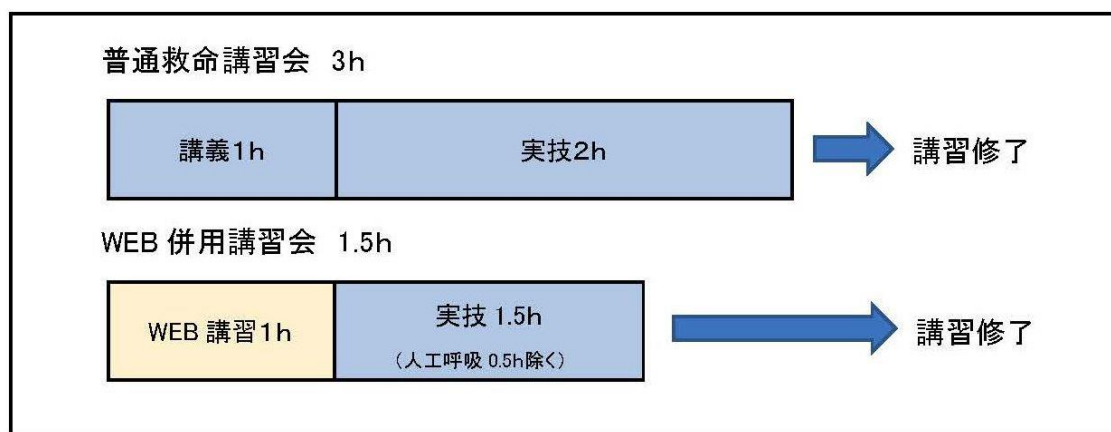 普通救命講習会 3h
講義1h
実技2h
講習修了
WEB 併用講習会 1.5h
WEB 講習1h
実技 1.5h
（人工呼吸 0.5h除く）
講習修了